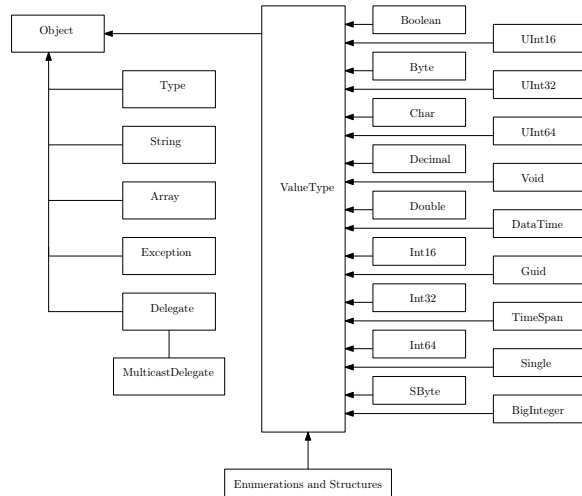 Object
Type
String
Array
Exception
Delegate
MulticastDelegate
ValueType
Boolean
UInt16
Byte
UInt32
Char
UInt64
Decimal
Void
Double
DataTime
Int16
Guid
Int32
TimeSpan
Int64
Single
SByte
BigInteger
Enumerations and Structures